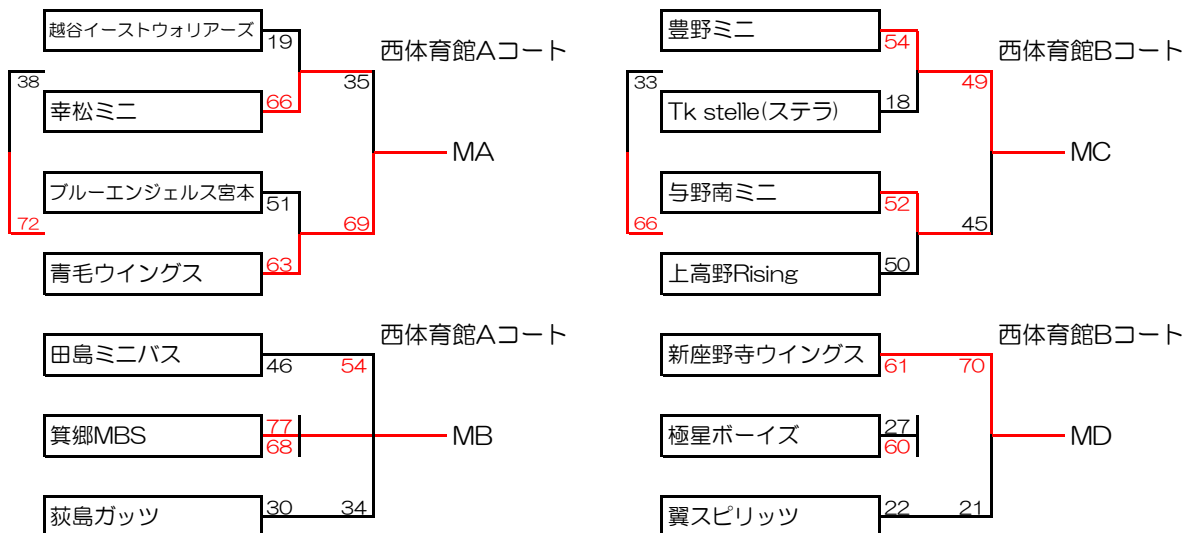 越谷イーストウォリアーズ
19
西体育館Aコート
38
35
幸松ミニ
66
MA
ブルーエンジェルス宮本
51
72
69
青毛ウイングス
63
豊野ミニ
54
西体育館Bコート
33
49
Tk stelle(ステラ)
18
MC
与野南ミニ
52
66
45
上高野Rising
50
田島ミニバス
46
54
西体育館Aコート
箕郷MBS
77
68
MB
荻島ガッツ
30
34
新座野寺ウイングス
61
70
西体育館Bコート
極星ボーイズ
27
60
MD
翼スピリッツ
22
21